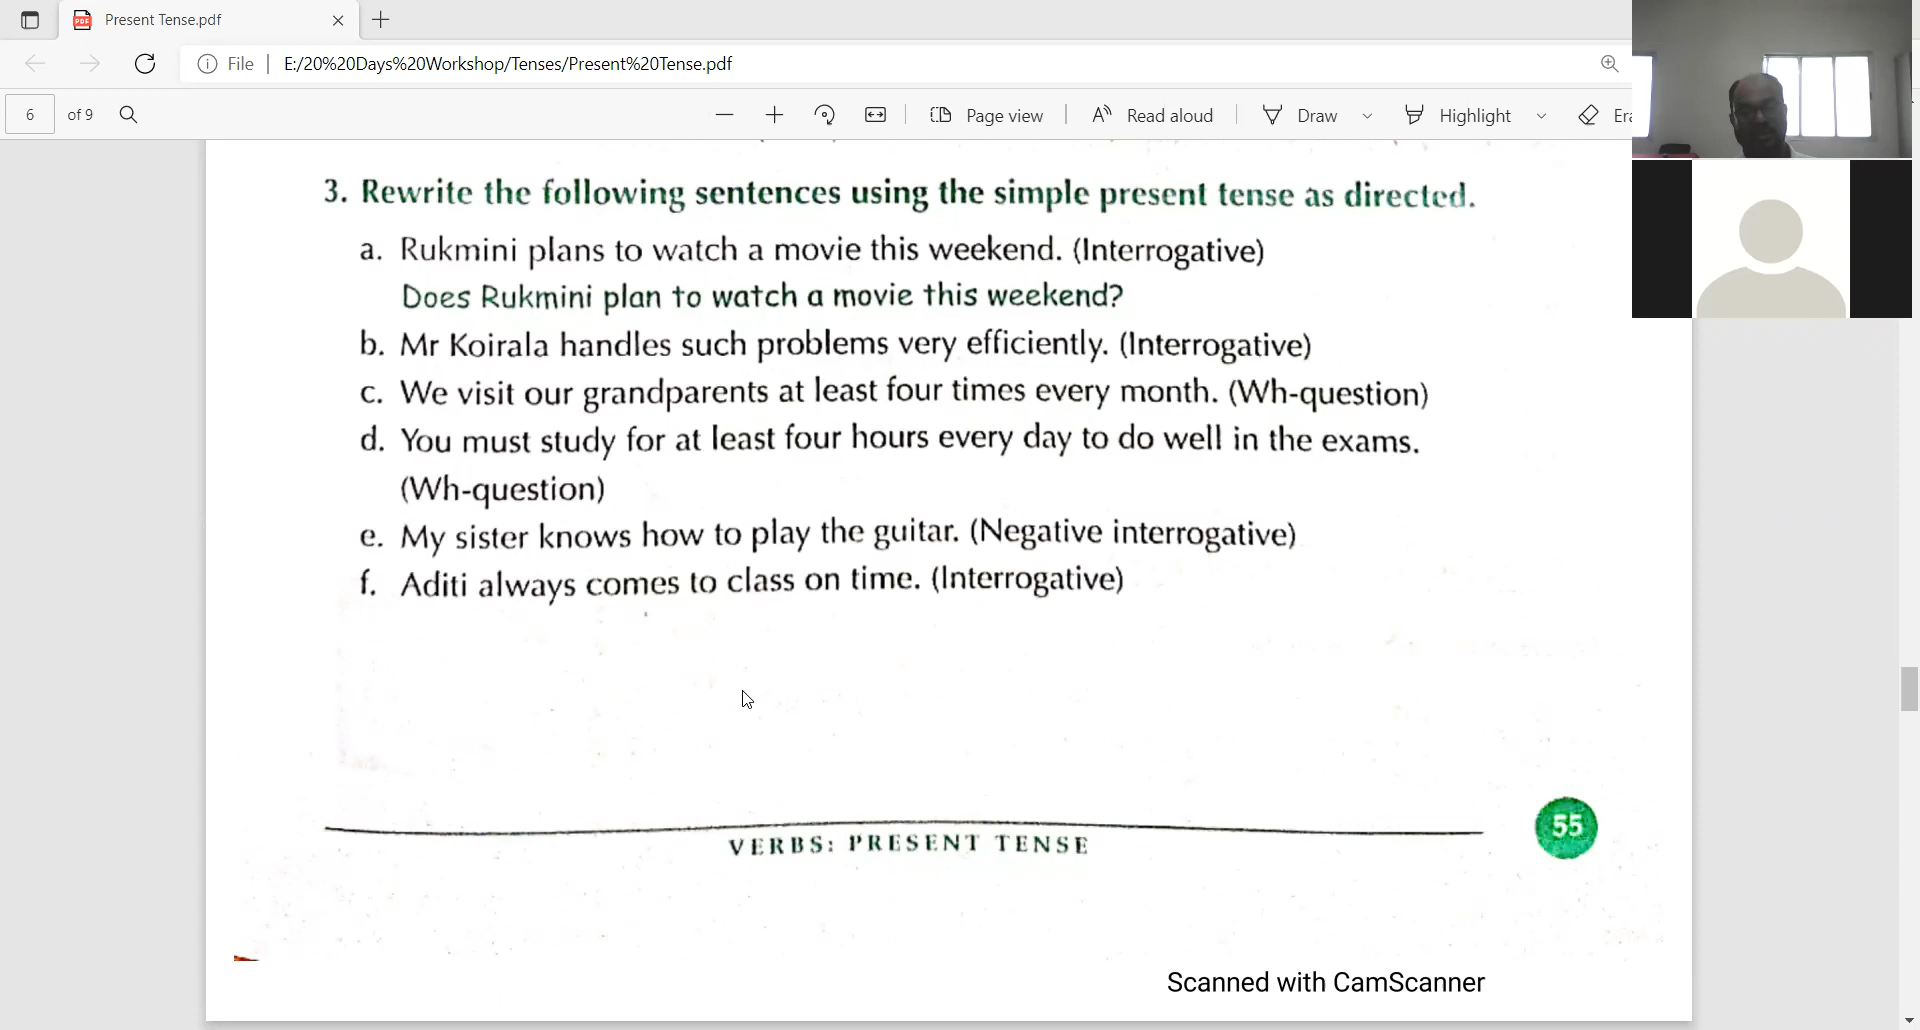 Present Tense.pdf
File
E:/20%20Days%20Workshop/Tenses/Present%20Tense.pdf
6 of 9
Page view
Read aloud
Draw
Highlight
3. Rewrite the following sentences using the simple present tense as directed.
a. Rukmini plans to watch a movie this weekend. (Interrogative)
Does Rukmini plan to watch a movie this weekend?
b. Mr Koirala handles such problems very efficiently. (Interrogative)
c. We visit our grandparents at least four times every month. (Wh-question)
d. You must study for at least four hours every day to do well in the exams.
(Wh-question)
e. My sister knows how to play the guitar. (Negative interrogative)
f. Aditi always comes to class on time. (Interrogative)
55
VERBS: PRESENT TENSE
Scanned with CamScanner